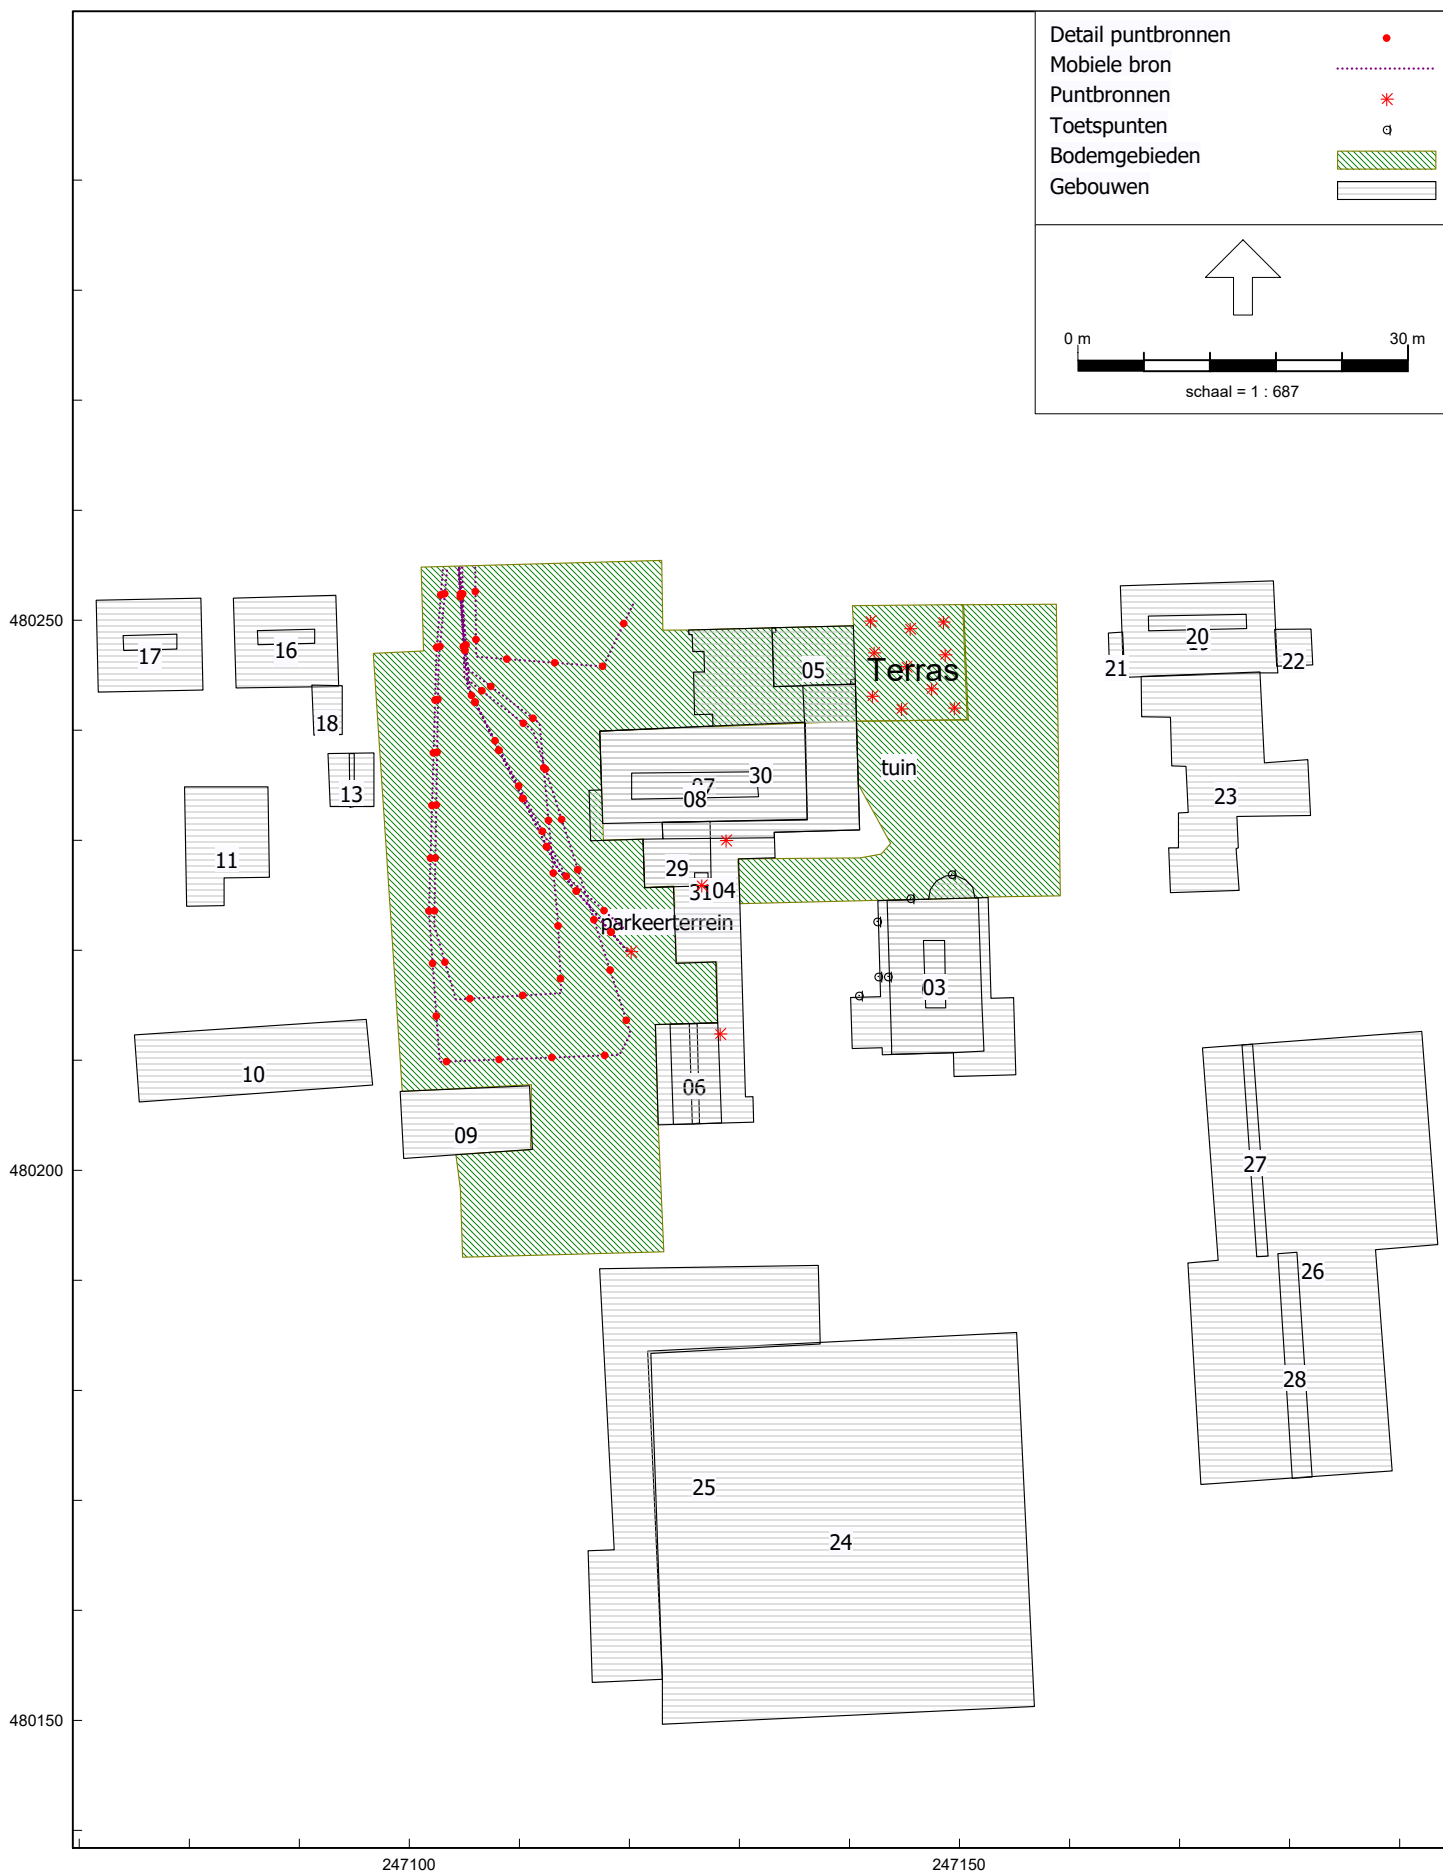 Detail puntbronnen
Mobiele bron
Puntbronnen
Toetspunten
Bodemgebieden
Gebouwen
0 m 30 m
schaal = 1 : 687
480250
17
16
18
13
11
05
Terras
20
21
22
tuin
30
08
23
29
3104
parkeerterrein
03
10
06
09
480200
27
26
28
25
24
480150
247100 247150